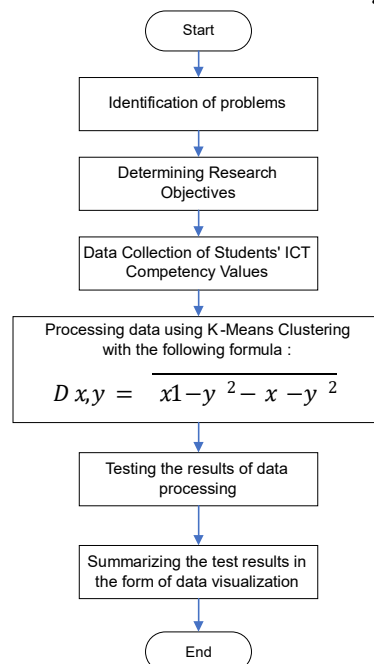 Start
Identification of problems
Determining Research
Objectives
Data Collection of Students' ICT
Competency Values
Processing data using K-Means Clustering
with the following formula :
D x,y = x1−y ² − x −y ²
Testing the results of data
processing
Summarizing the test results in
the form of data visualization
End